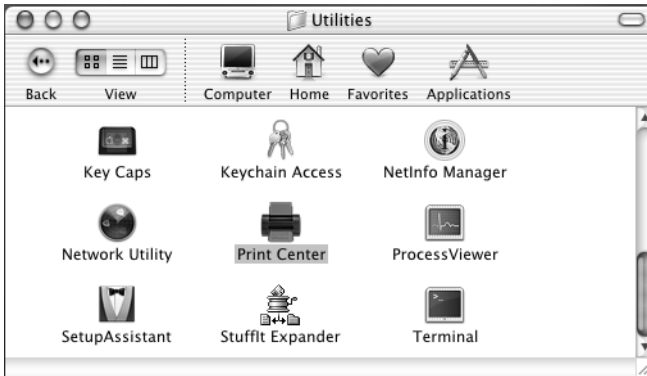 Utilities
Back View Computer Home Favorites Applications
Key Caps Keychain Access NetInfo Manager
Network Utility Print Center ProcessViewer
SetupAssistant StuffIt Expander Terminal